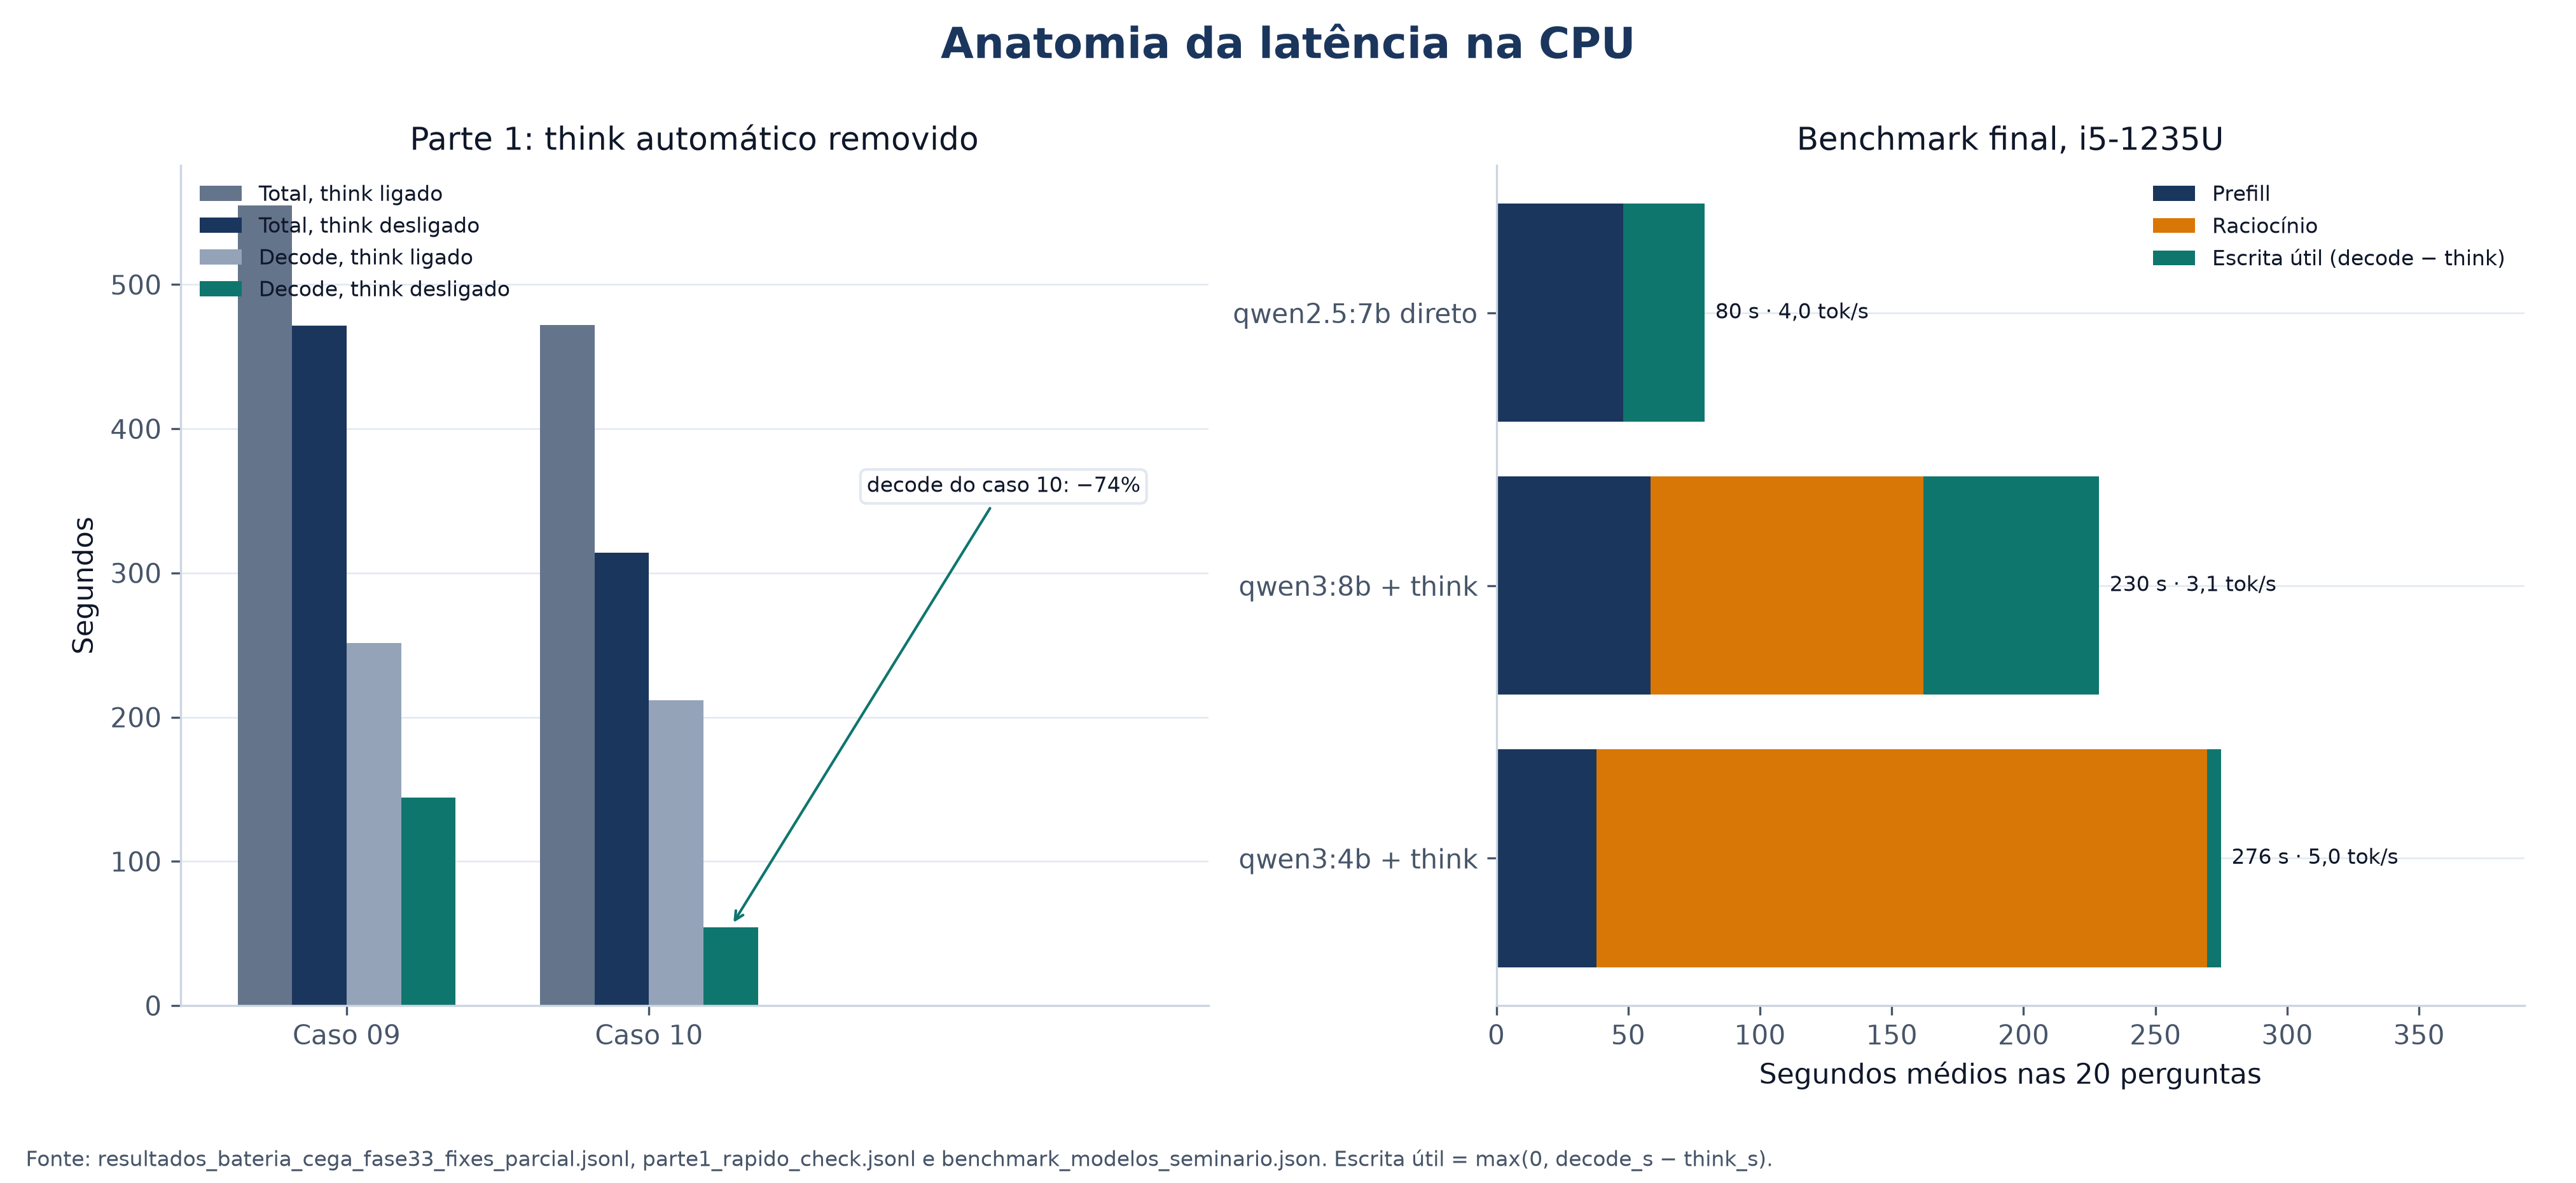 Anatomia da latência na CPU
Parte 1: think automático removido
Total, think ligado
Total, think desligado
Decode, think ligado
Decode, think desligado
decode do caso 10: −74%
Segundos
500
400
300
200
100
0
Caso 09
Caso 10
Benchmark final, i5-1235U
Prefill
Raciocínio
Escrita útil (decode − think)
qwen2.5:7b direto
80 s · 4,0 tok/s
qwen3:8b + think
230 s · 3,1 tok/s
qwen3:4b + think
276 s · 5,0 tok/s
0 50 100 150 200 250 300 350
Segundos médios nas 20 perguntas
Fonte: resultados_bateria_cega_fase33_fixes_parcial.jsonl, parte1_rapido_check.jsonl e benchmark_modelos_seminario.json. Escrita útil = max(0, decode_s − think_s).